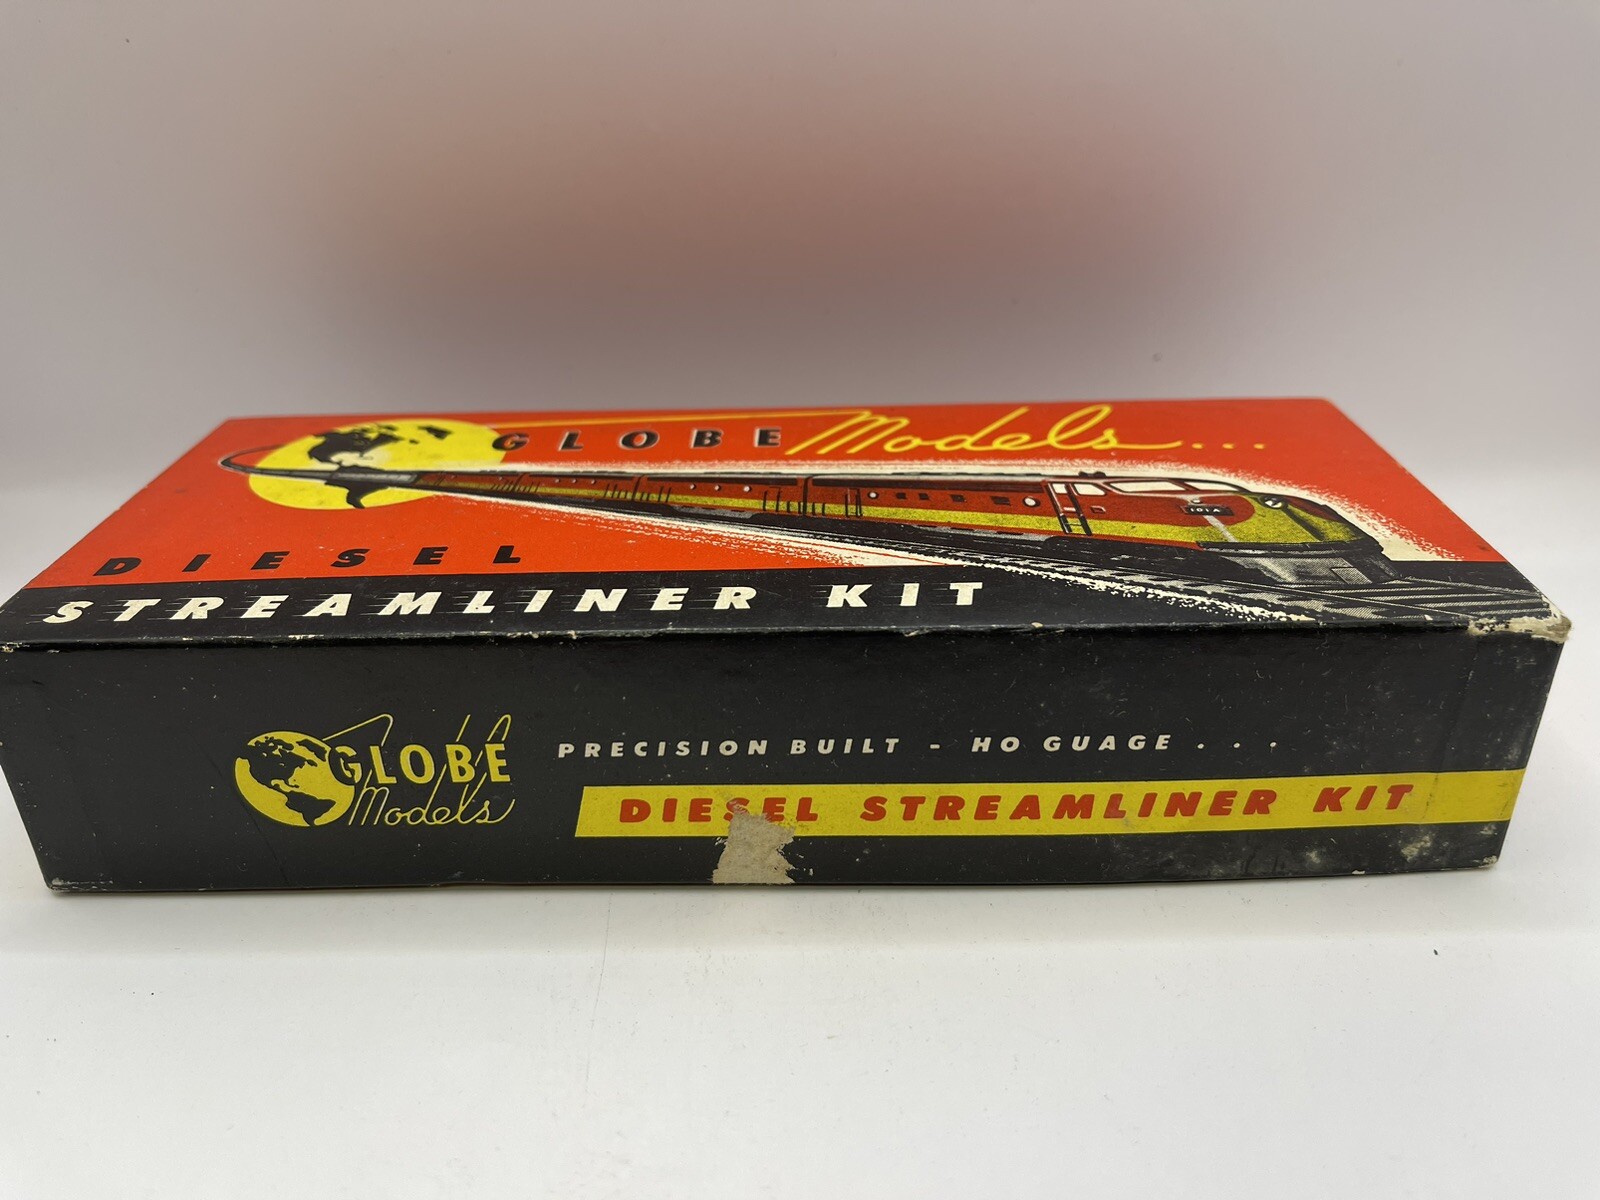 GLOBE Models...
101A
DIESEL
STREAMLINER KIT
GLOBE
Models
PRECISION BUILT - HO GUAGE . . .
DIESEL STREAMLINER KIT